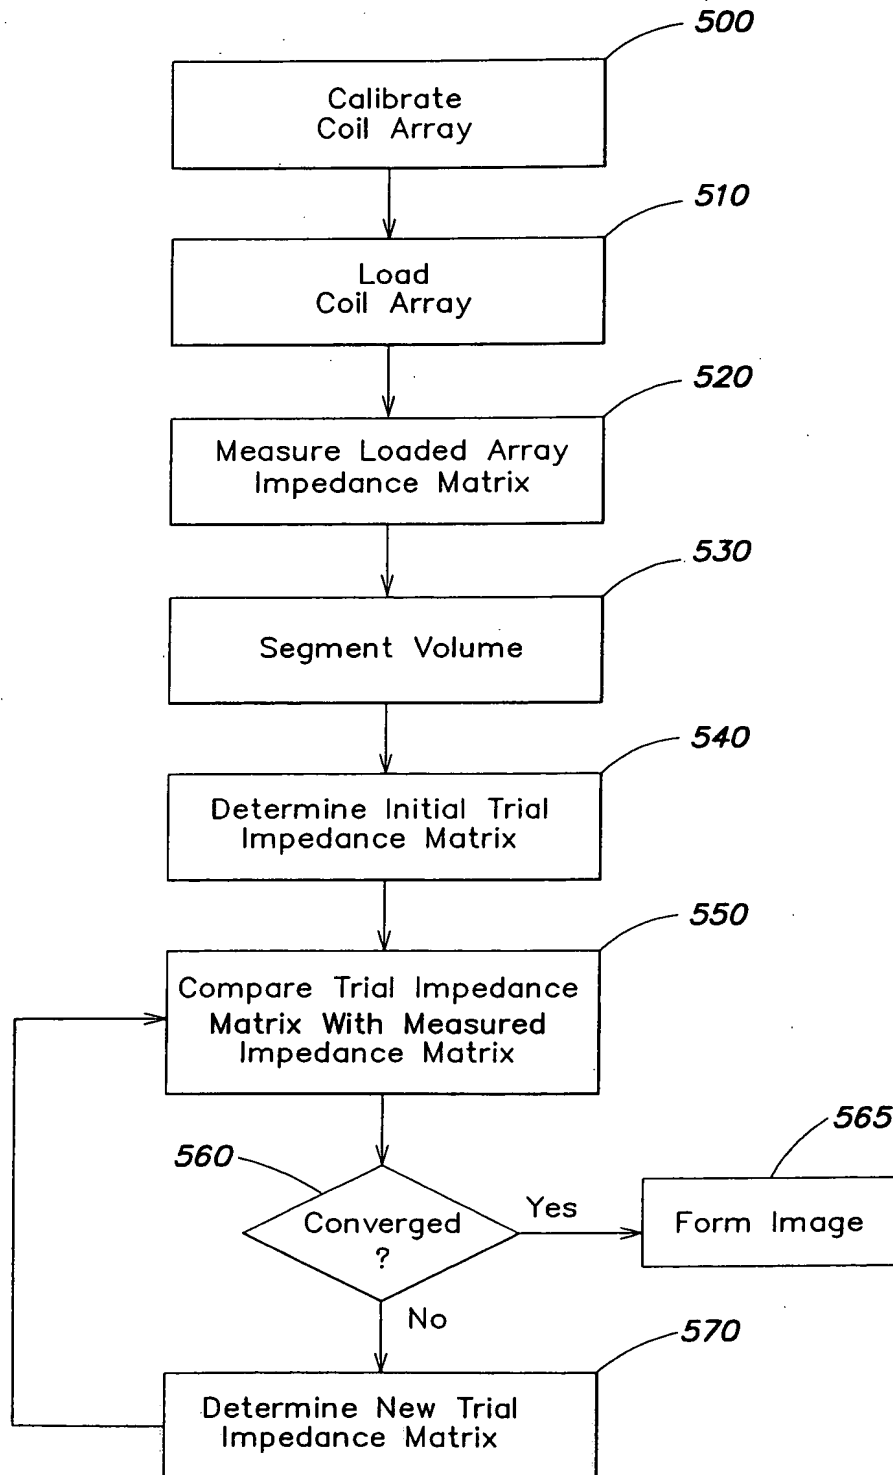 500
Calibrate
Coil Array
510
Load
Coil Array
520
Measure Loaded Array
Impedance Matrix
530
Segment Volume
540
Determine Initial Trial
Impedance Matrix
550
Compare Trial Impedance
Matrix With Measured
Impedance Matrix
560
Converged
?
Yes
565
Form Image
No
570
Determine New Trial
Impedance Matrix